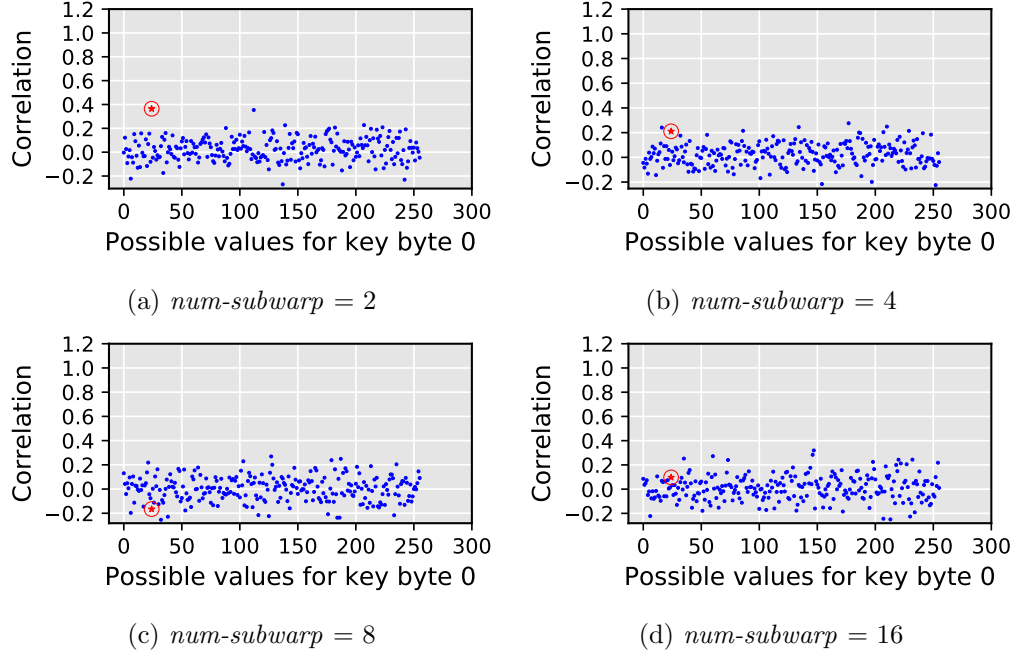 1.2
1.0
0.8
0.6
0.4
0.2
0.0
−0.2
Correlation
0 50 100 150 200 250 300
Possible values for key byte 0
(a) num-subwarp = 2
1.2
1.0
0.8
0.6
0.4
0.2
0.0
−0.2
Correlation
0 50 100 150 200 250 300
Possible values for key byte 0
(b) num-subwarp = 4
1.2
1.0
0.8
0.6
0.4
0.2
0.0
−0.2
Correlation
0 50 100 150 200 250 300
Possible values for key byte 0
(c) num-subwarp = 8
1.2
1.0
0.8
0.6
0.4
0.2
0.0
−0.2
Correlation
0 50 100 150 200 250 300
Possible values for key byte 0
(d) num-subwarp = 16